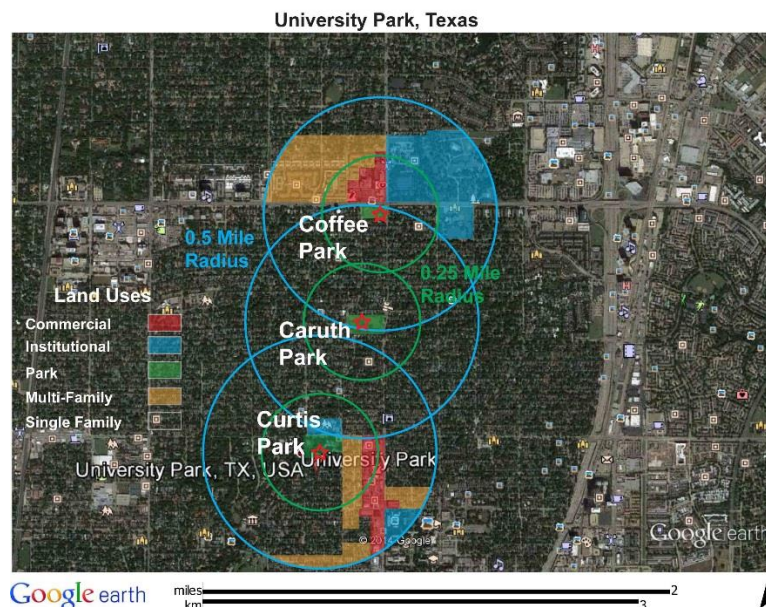 University Park, Texas
Coffee
Park
0.5 Mile
Radius
0.25 Mile
Radius
Land Uses
Commercial
Institutional
Park
Multi-Family
Single Family
Caruth
Park
Curtis
Park
University Park, TX, USA
University Park
© 2014 Google
Google earth
Google earth
miles
2
km
3